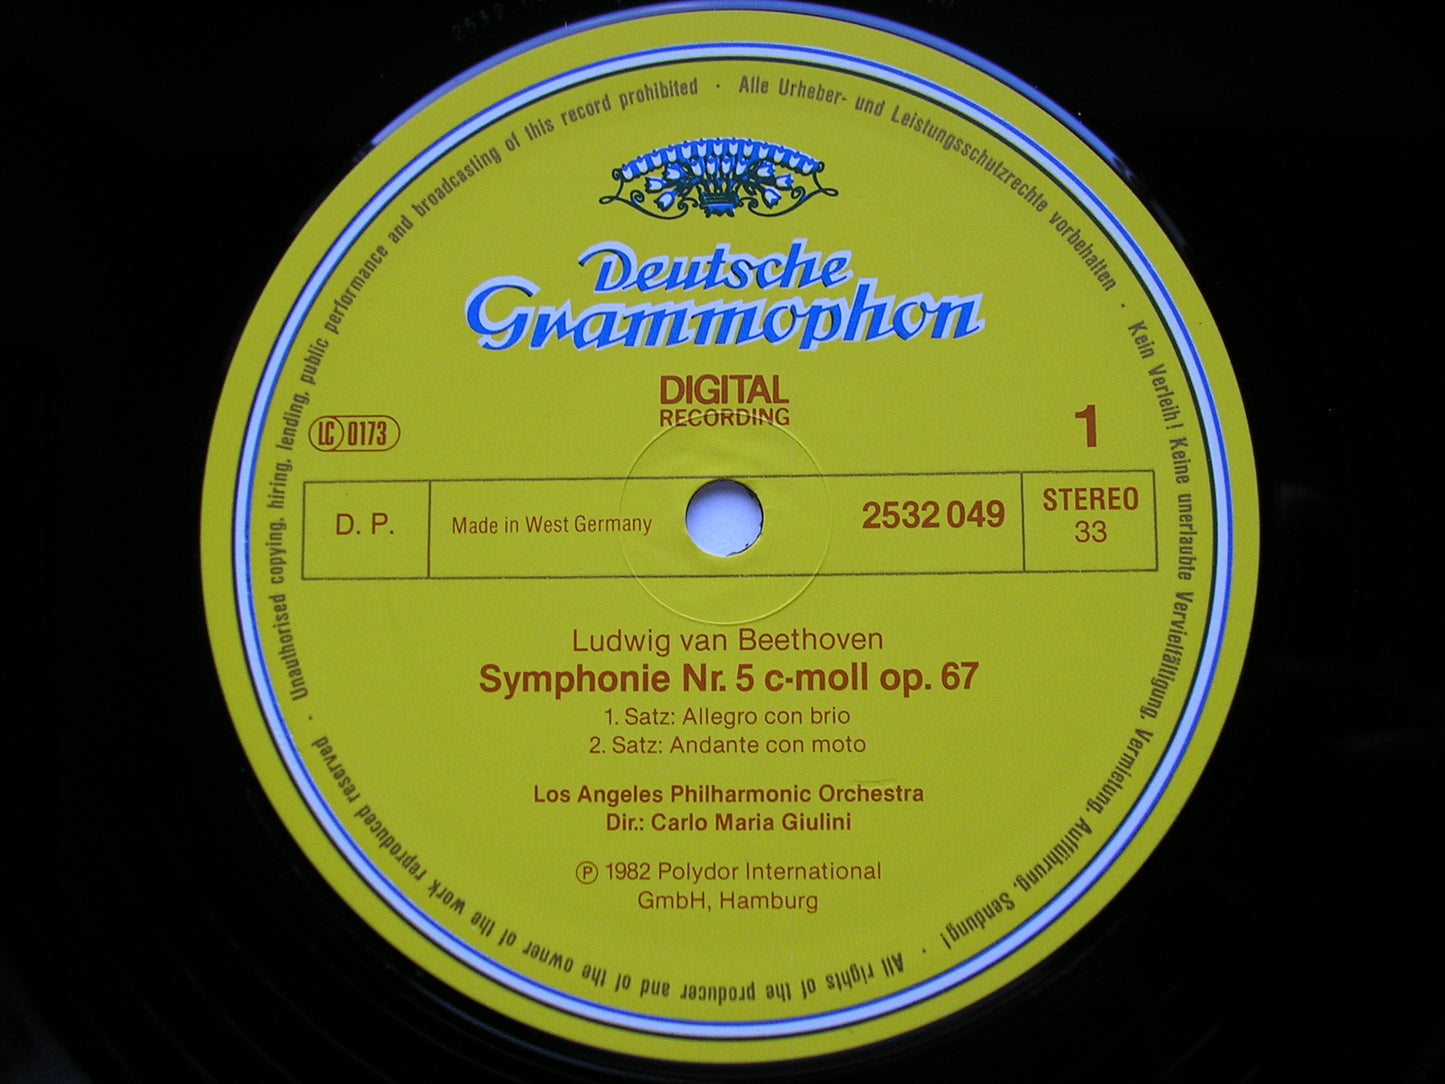 Deutsche
Grammophon
DIGITAL
RECORDING
LC 0173
1
D. P.
Made in West Germany
2532 049
STEREO
33
Ludwig van Beethoven
Symphonie Nr. 5 c-moll op. 67
1. Satz: Allegro con brio
2. Satz: Andante con moto
Los Angeles Philharmonic Orchestra
Dir.: Carlo Maria Giulini
℗ 1982 Polydor International
GmbH, Hamburg
Alle Urheber- und Leistungsschutzrechte vorbehalten · Kein Verleih! Keine unerlaubte Vervielfältigung, Vermietung, Aufführung, Sendung! · All rights of the producer and of the owner of the work reproduced reserved · Unauthorised copying, hiring, lending, public performance and broadcasting of this record prohibited ·
2532